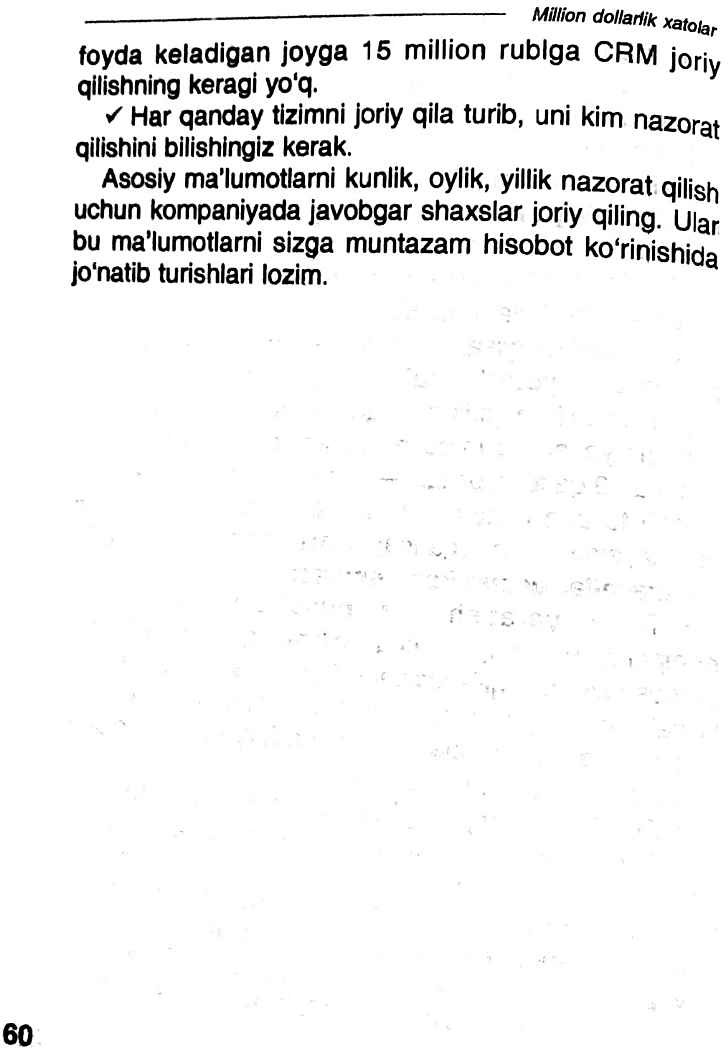 Million dollarlik xatolar
foyda keladigan joyga 15 million rublga CRM joriy
qilishning keragi yo‘q.
✓ Har qanday tizimni joriy qila turib, uni kim nazorat
qilishini bilishingiz kerak.
Asosiy ma’lumotlarni kunlik, oylik, yillik nazorat qilish
uchun kompaniyada javobgar shaxslar joriy qiling. Ular
bu ma’lumotlarni sizga muntazam hisobot ko‘rinishida
jo‘natib turishlari lozim.
60